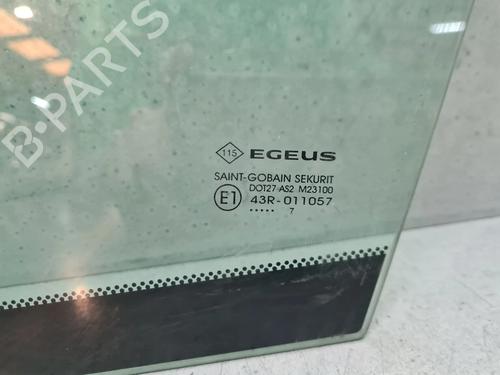 B-PARTS
115 EGEUS
SAINT-GOBAIN SEKURIT
DOT27 AS2 M23100
E1 43R-011057
..... 7